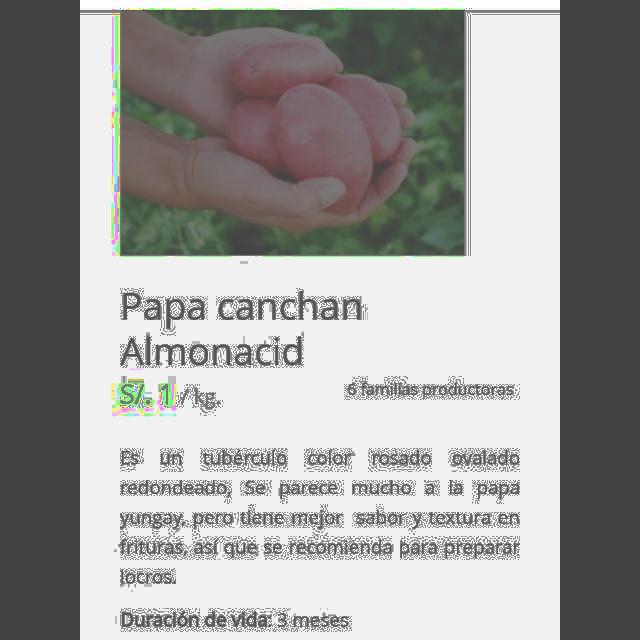 Papa canchan
Almonacid
S/. 1 / kg.
6 familias productoras
Es un tubérculo color rosado ovalado
redondeado, Se parece mucho a la papa
yungay, pero tiene mejor sabor y textura en
frituras, así que se recomienda para preparar
locros.
Duración de vida: 3 meses